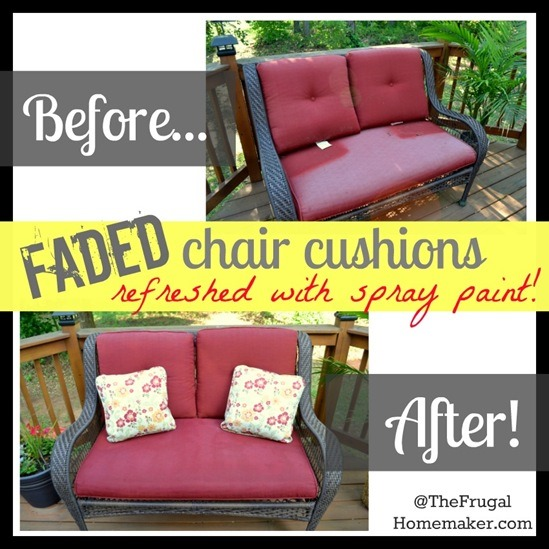 Before...
FADED chair cushions
refreshed with spray paint!
After!
@TheFrugal
Homemaker.com